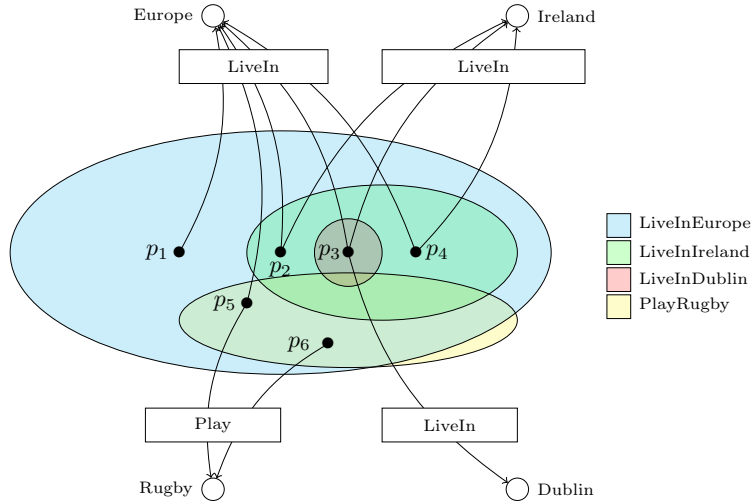 Europe
Ireland
LiveIn
LiveIn
p1
p2
p3
p4
p5
p6
LiveInEurope
LiveInIreland
LiveInDublin
PlayRugby
Play
LiveIn
Rugby
Dublin